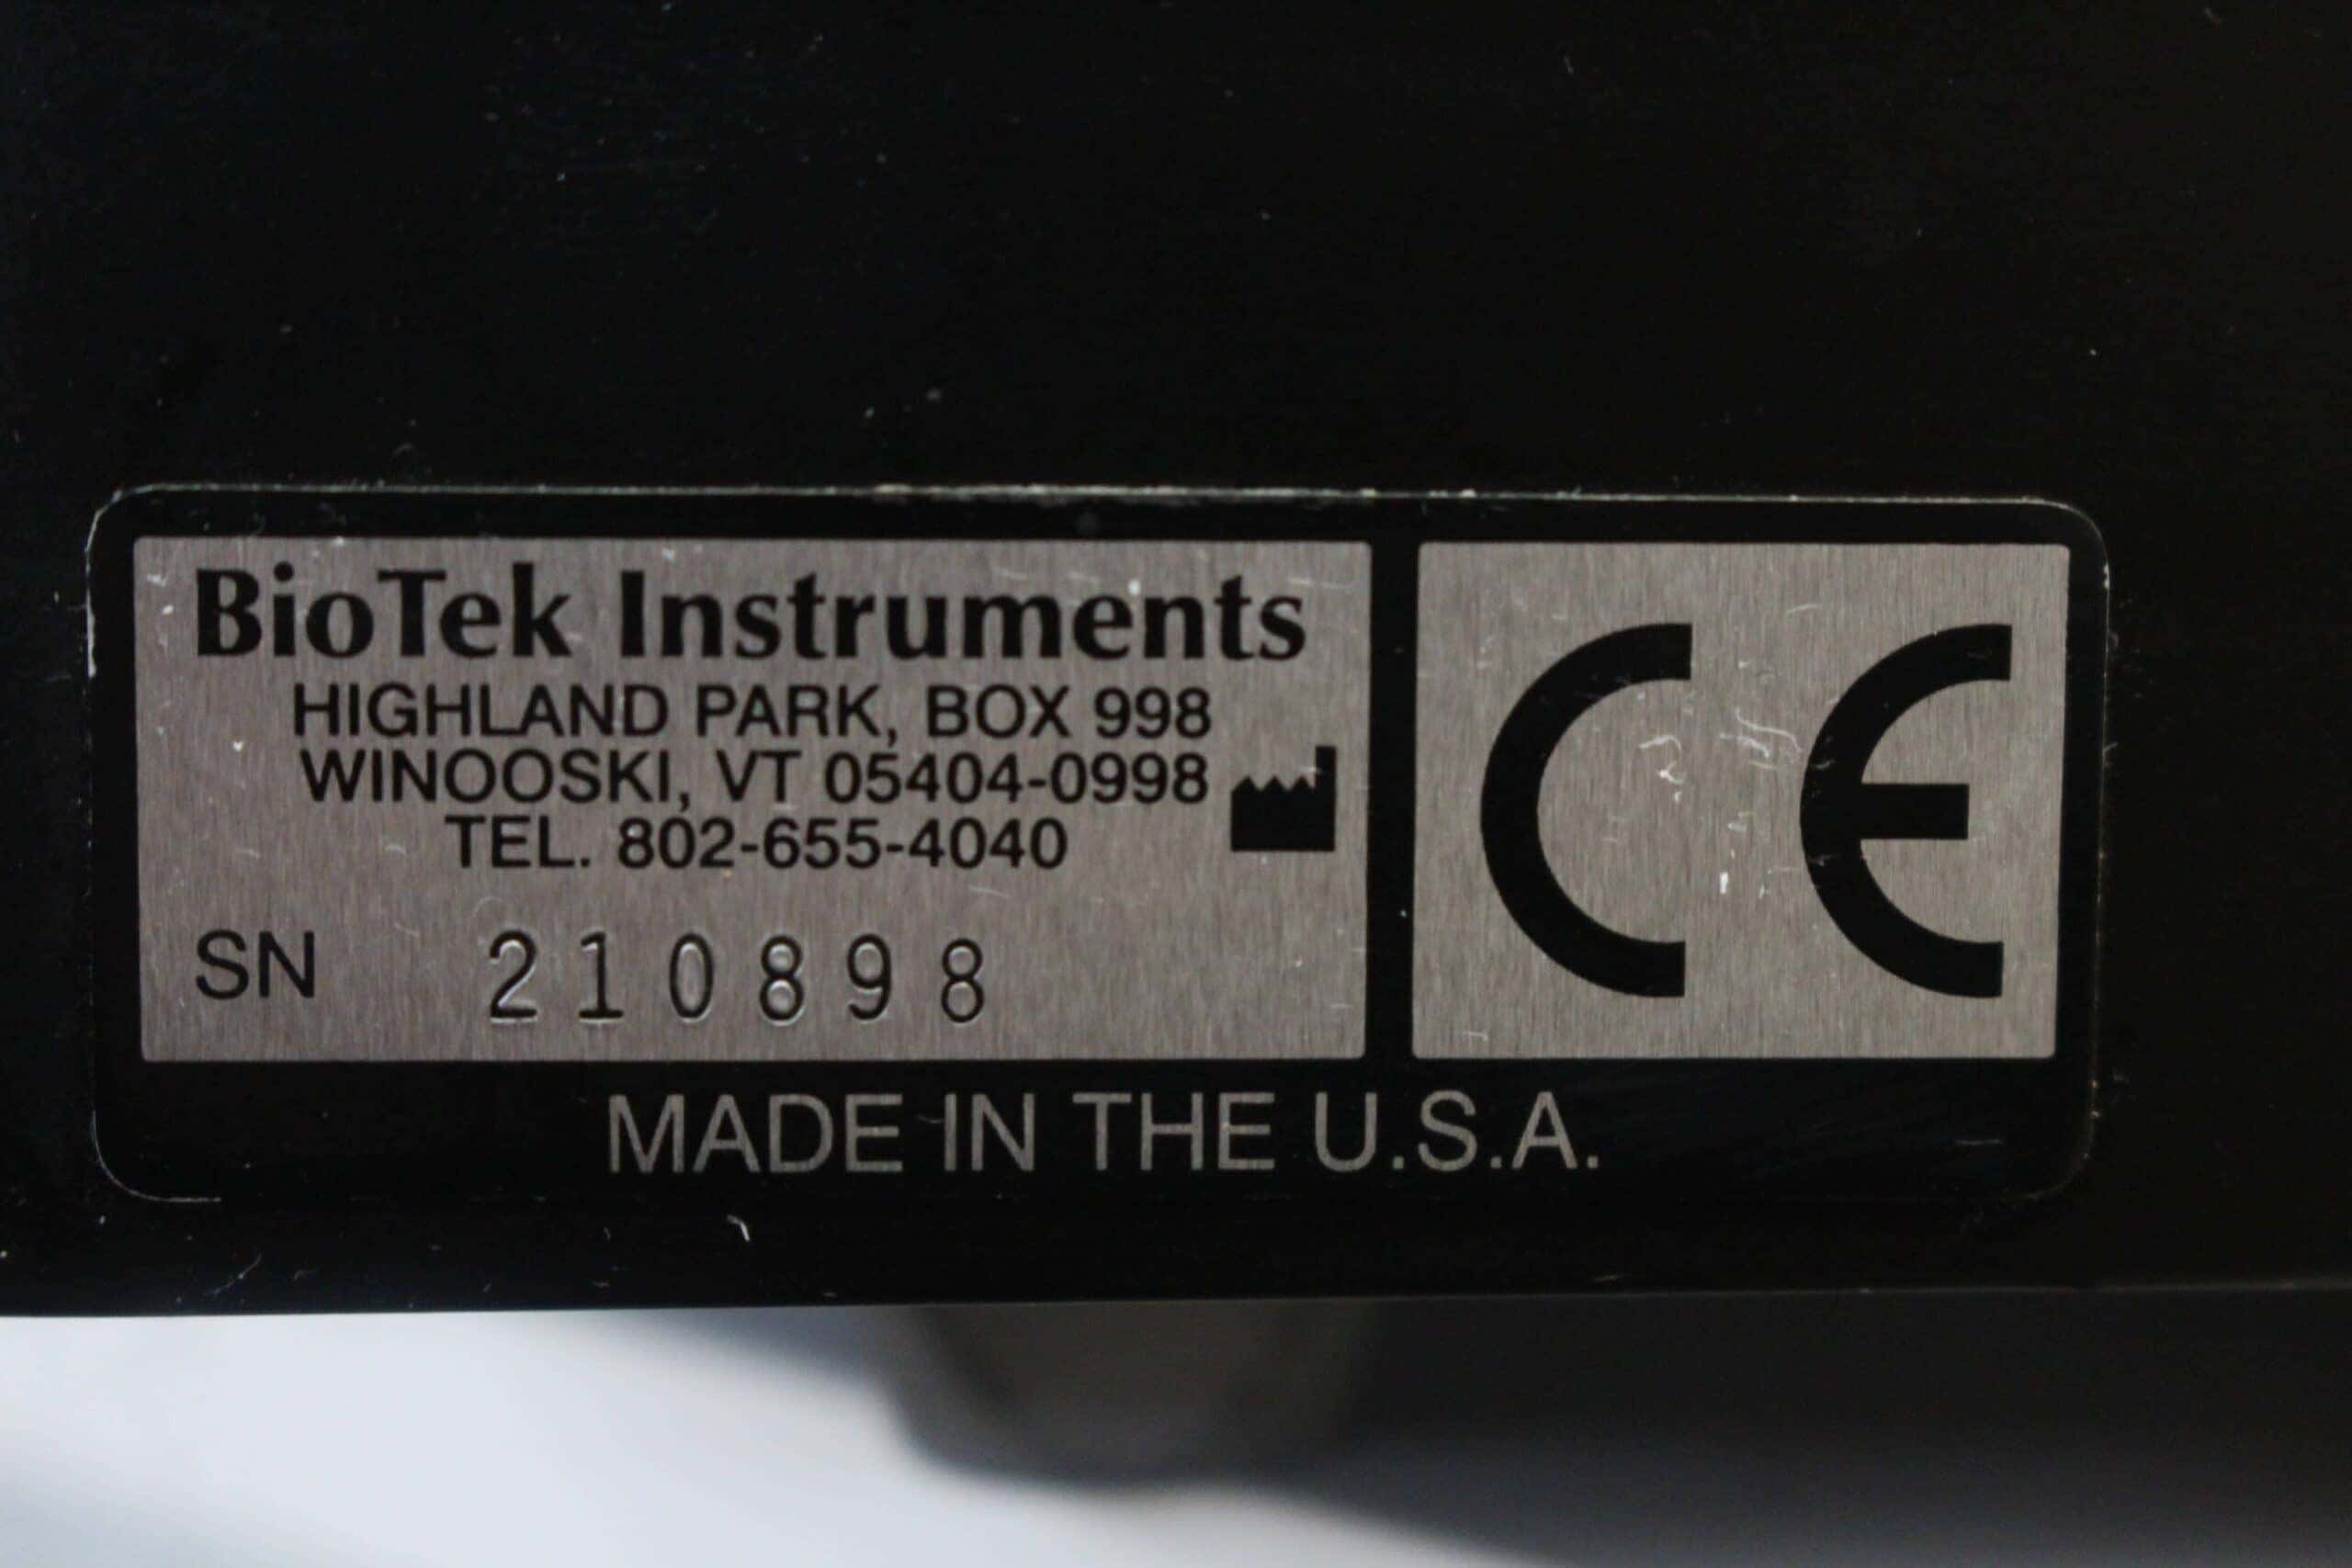 BioTek Instruments
HIGHLAND PARK, BOX 998
WINOOSKI, VT 05404-0998
TEL. 802-655-4040
SN 210898
CE
MADE IN THE U.S.A.